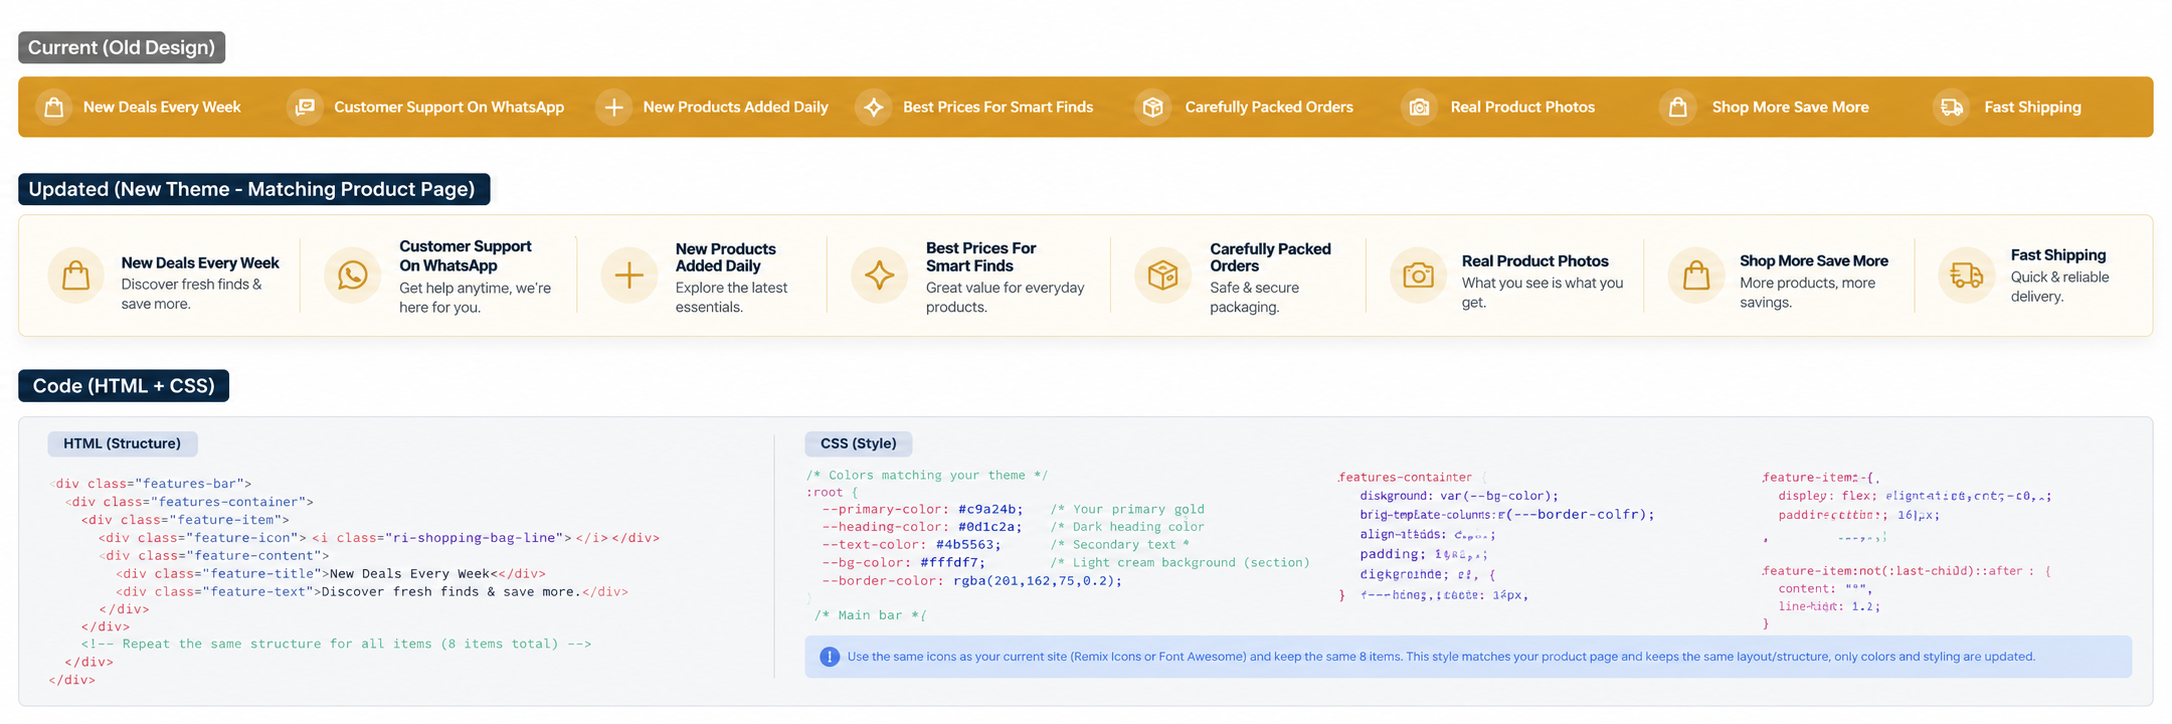 Current (Old Design)
New Deals Every Week
Customer Support On WhatsApp
New Products Added Daily
Best Prices For Smart Finds
Carefully Packed Orders
Real Product Photos
Shop More Save More
Fast Shipping
Updated (New Theme - Matching Product Page)
New Deals Every Week
Discover fresh finds &
save more.
Customer Support
On WhatsApp
Get help anytime, we're
here for you.
New Products
Added Daily
Explore the latest
essentials.
Best Prices For
Smart Finds
Great value for everyday
products.
Carefully Packed
Orders
Safe & secure
packaging.
Real Product Photos
What you see is what you
get.
Shop More Save More
More products, more
savings.
Fast Shipping
Quick & reliable
delivery.
Code (HTML + CSS)
HTML (Structure)
<div class="features-bar">
<div class="features-container">
<div class="feature-item">
<div class="feature-icon"> <i class="ri-shopping-bag-line"> </i> </div>
<div class="feature-content">
<div class="feature-title">New Deals Every Week<</div>
<div class="feature-text">Discover fresh finds & save more.</div>
</div>
</div>
<!-- Repeat the same structure for all items (8 items total) -->
</div>
</div>
CSS (Style)
/* Colors matching your theme */
:root {
--primary-color: #c9a24b; /* Your primary gold
--heading-color: #0d1c2a; /* Dark heading color
--text-color: #4b5563; /* Secondary text *
--bg-color: #fffdf7; /* Light cream background (section)
--border-color: rgba(201,162,75,0.2);
}
/* Main bar */
.features-containter {
diskground: var(--bg-color);
(---border-colfr);
padding:
}
.feature-item
display: flex;
16px;
.feature-item:not(:last-child)::after : {
content: "",
1.2;
}
Use the same icons as your current site (Remix Icons or Font Awesome) and keep the same 8 items. This style matches your product page and keeps the same layout/structure, only colors and styling are updated.